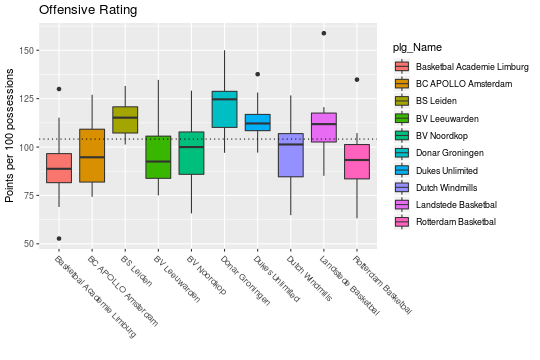 Offensive Rating
Points per 100 possessions
150
125
100
75
50
Basketbal Academie Limburg
BC APOLLO Amsterdam
BS Leiden
BV Leeuwarden
BV Noordkop
Donar Groningen
Dukes Unlimited
Dutch Windmills
Landstede Basketbal
Rotterdam Basketbal
plg_Name
Basketbal Academie Limburg
BC APOLLO Amsterdam
BS Leiden
BV Leeuwarden
BV Noordkop
Donar Groningen
Dukes Unlimited
Dutch Windmills
Landstede Basketbal
Rotterdam Basketbal